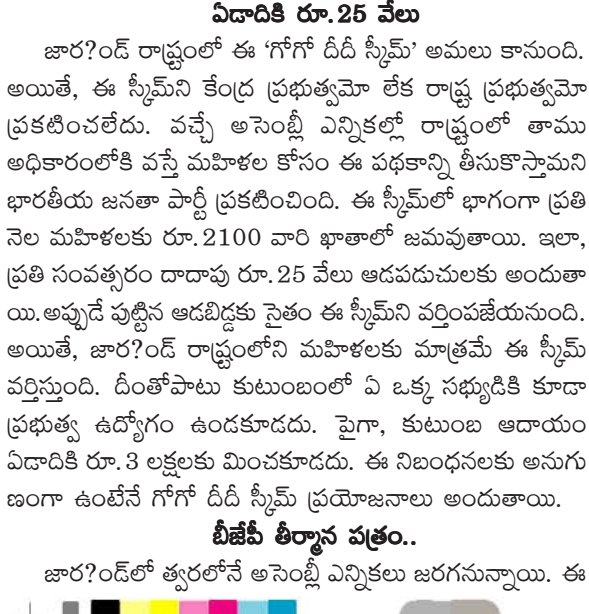 ఏడాదికి రూ.25 వేలు
జార?ండ్ రాష్ట్రంలో ఈ ‘గోగో దీదీ స్కీమ్’ అమలు కానుంది.
అయితే, ఈ స్కీమ్‌ని కేంద్ర ప్రభుత్వమో లేక రాష్ట్ర ప్రభుత్వమో
ప్రకటించలేదు. వచ్చే అసెంబ్లీ ఎన్నికల్లో రాష్ట్రంలో తాము
అధికారంలోకి వస్తే మహిళల కోసం ఈ పథకాన్ని తీసుకొస్తామని
భారతీయ జనతా పార్టీ ప్రకటించింది. ఈ స్కీమ్‌లో భాగంగా ప్రతి
నెల మహిళలకు రూ.2100 వారి ఖాతాలో జమవుతాయి. ఇలా,
ప్రతి సంవత్సరం దాదాపు రూ.25 వేలు ఆడపడుచులకు అందుతా
యి.అప్పుడే పుట్టిన ఆడబిడ్డకు సైతం ఈ స్కీమ్‌ని వర్తింపజేయనుంది.
అయితే, జార?ండ్ రాష్ట్రంలోని మహిళలకు మాత్రమే ఈ స్కీమ్
వర్తిస్తుంది. దీంతోపాటు కుటుంబంలో ఏ ఒక్క సభ్యుడికి కూడా
ప్రభుత్వ ఉద్యోగం ఉండకూడదు. పైగా, కుటుంబ ఆదాయం
ఏడాదికి రూ.3 లక్షలకు మించకూడదు. ఈ నిబంధనలకు అనుగు
ణంగా ఉంటేనే గోగో దీదీ స్కీమ్ ప్రయోజనాలు అందుతాయి.
బీజేపీ తీర్మాన పత్రం..
జార?ండ్‌లో త్వరలోనే అసెంబ్లీ ఎన్నికలు జరగనున్నాయి. ఈ